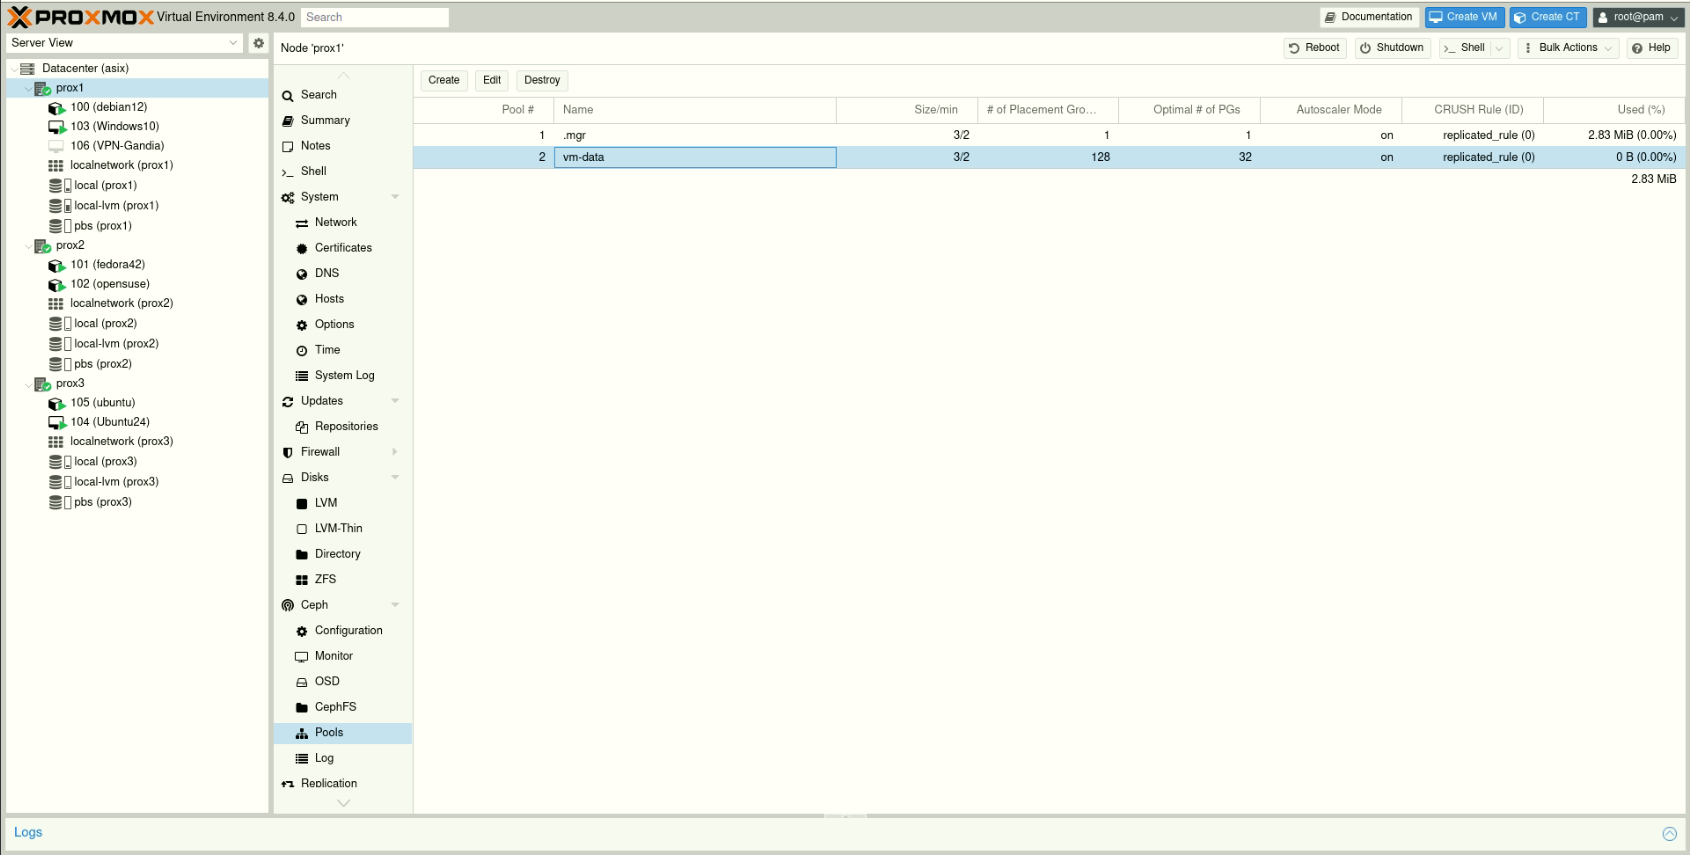 PROXMOX Virtual Environment 8.4.0 Search Documentation Create VM Create CT root@pam
Server View
Node 'prox1' Reboot Shutdown Shell Bulk Actions Help
Datacenter (asix)
prox1
100 (debian12)
103 (Windows10)
106 (VPN-Gandia)
localnetwork (prox1)
local (prox1)
local-lvm (prox1)
pbs (prox1)
prox2
101 (fedora42)
102 (opensuse)
localnetwork (prox2)
local (prox2)
local-lvm (prox2)
pbs (prox2)
prox3
105 (ubuntu)
104 (Ubuntu24)
localnetwork (prox3)
local (prox3)
local-lvm (prox3)
pbs (prox3)
Search
Summary
Notes
Shell
System
Network
Certificates
DNS
Hosts
Options
Time
System Log
Updates
Repositories
Firewall
Disks
LVM
LVM-Thin
Directory
ZFS
Ceph
Configuration
Monitor
OSD
CephFS
Pools
Log
Replication
Create Edit Destroy
Pool # Name Size/min # of Placement Gro... Optimal # of PGs Autoscaler Mode CRUSH Rule (ID) Used (%)
1 .mgr 3/2 1 1 on replicated_rule (0) 2.83 MiB (0.00%)
2 vm-data 3/2 128 32 on replicated_rule (0) 0 B (0.00%)
2.83 MiB
Logs